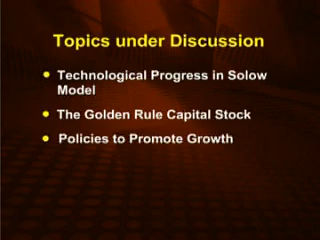 Topics under Discussion
Technological Progress in Solow
Model
The Golden Rule Capital Stock
Policies to Promote Growth